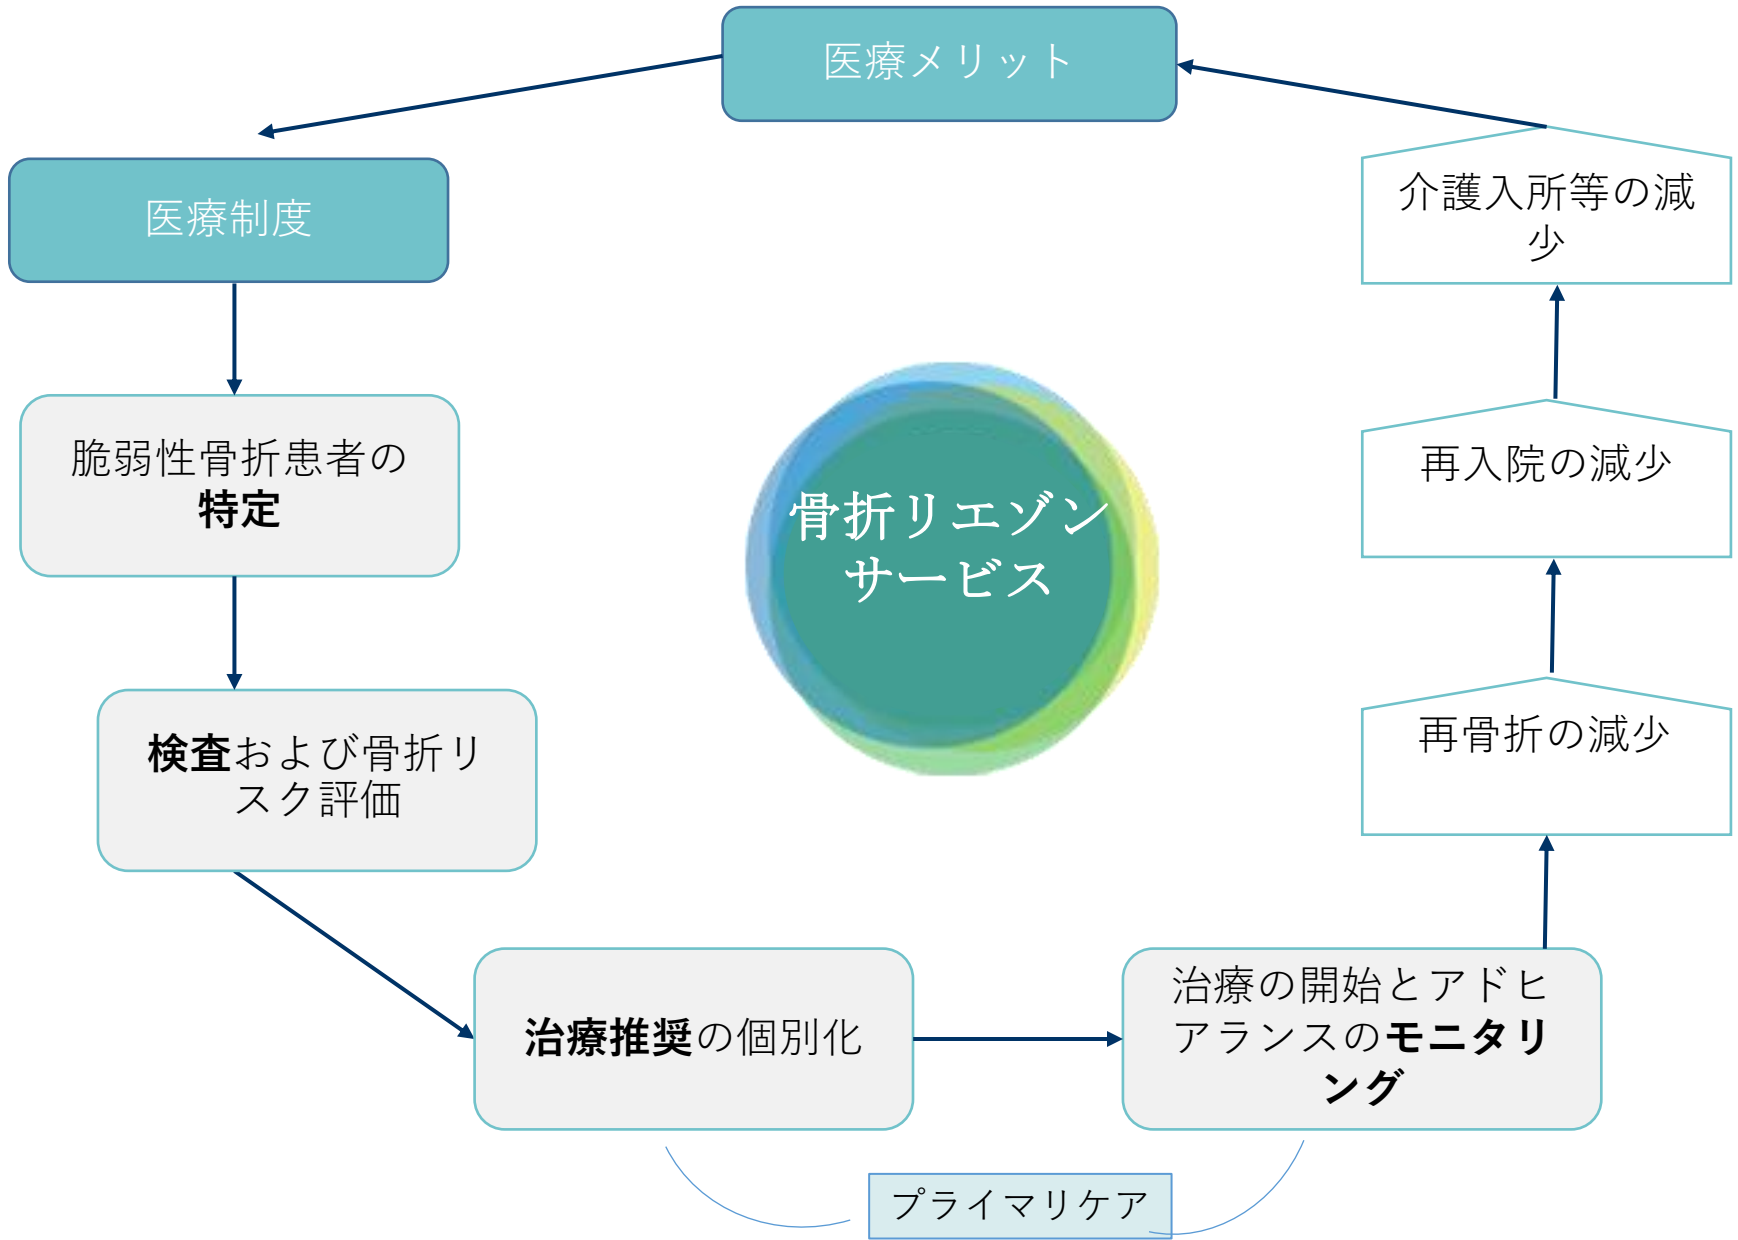 医療メリット
医療制度
脆弱性骨折患者の
特定
検査および骨折リ
スク評価
治療推奨の個別化
治療の開始とアドヒ
アランスのモニタリ
ング
プライマリケア
再骨折の減少
再入院の減少
介護入所等の減
少
骨折リエゾン
サービス